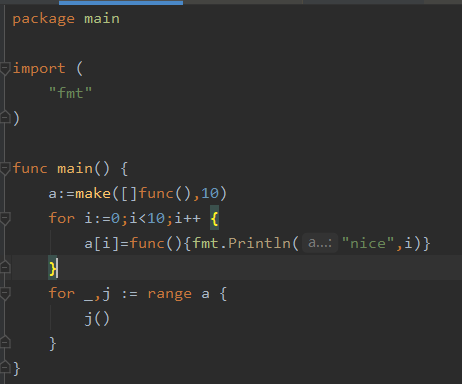 package main
import (
"fmt"
)
func main() {
a:=make([]func(),10)
for i:=0;i<10;i++ {
a[i]=func(){fmt.Println( a...: "nice",i)}
}
for _,j := range a {
j()
}
}